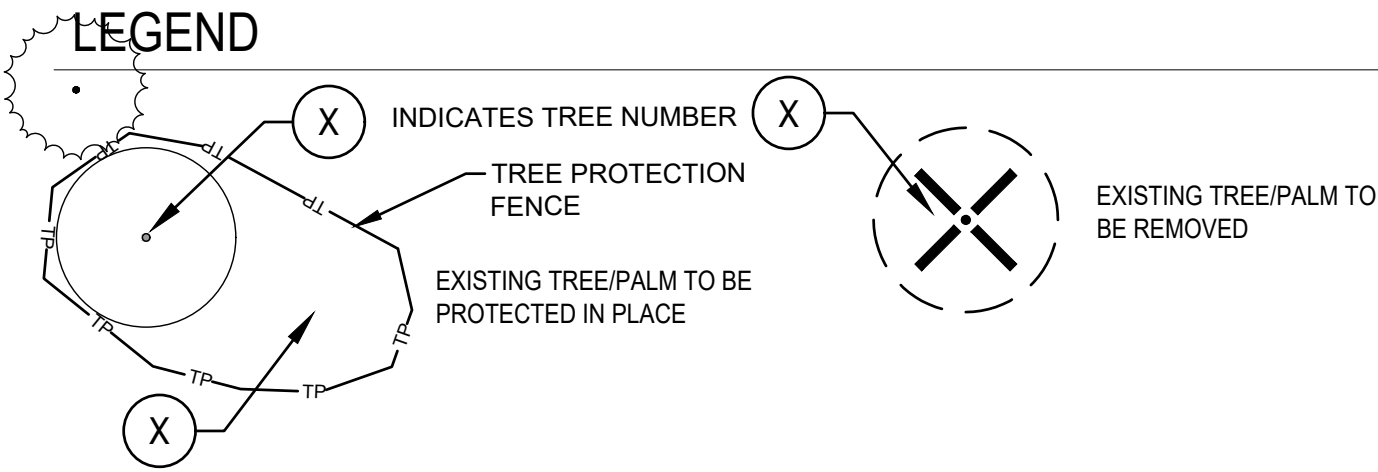 LEGEND
X
INDICATES TREE NUMBER
X
TREE PROTECTION
FENCE
EXISTING TREE/PALM TO
BE REMOVED
EXISTING TREE/PALM TO BE
PROTECTED IN PLACE
TP
TP
TP
TP
TP
TP
TP
TP
X